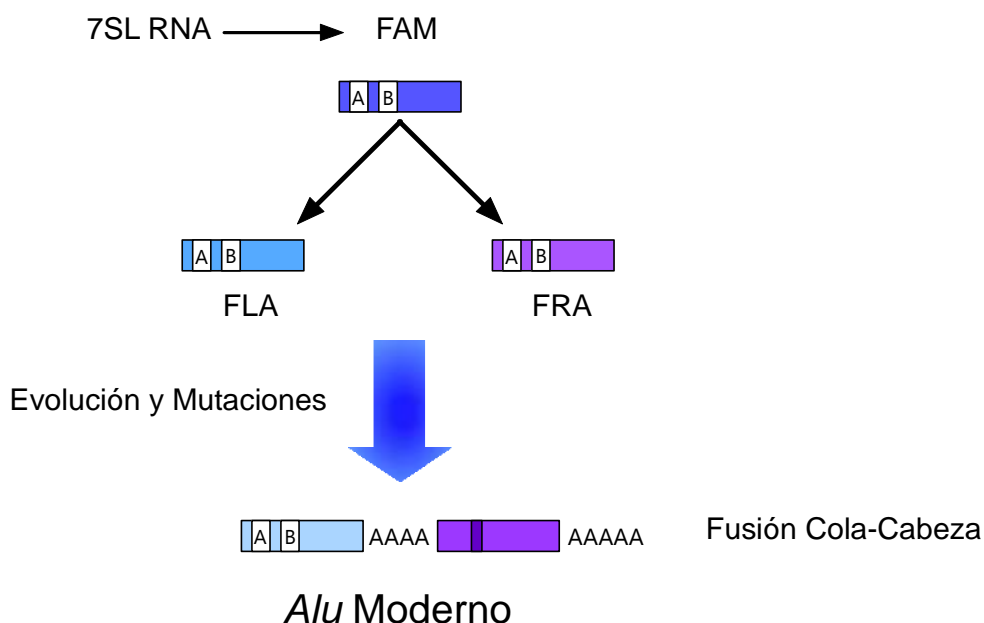 7SL RNA FAM
A B
A B A B
FLA FRA
Evolución y Mutaciones
A B AAAA AAAAA Fusión Cola-Cabeza
Alu Moderno